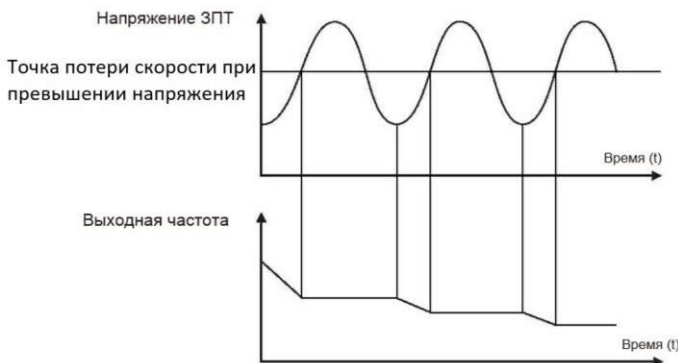 Напряжение ЗПТ
Точка потери скорости при
превышении напряжения
Время (t)
Выходная частота
Время (t)